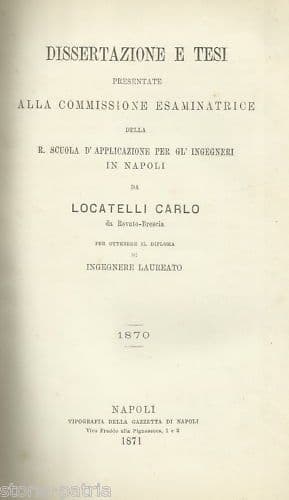 DISSERTAZIONE E TESI
PRESENTATE
ALLA COMMISSIONE ESAMINATRICE
DELLA
R. SCUOLA D'APPLICAZIONE PER GL'INGEGNERI
IN NAPOLI
DA
LOCATELLI CARLO
da Rovato-Brescia
PER OTTENERE IL DIPLOMA
DI
INGEGNERE LAUREATO
1870
NAPOLI
TIPOGRAFIA DELLA GAZZETTA DI NAPOLI
Vico Freddo alla Pignasecca, 1 e 2
1871
storia-patria